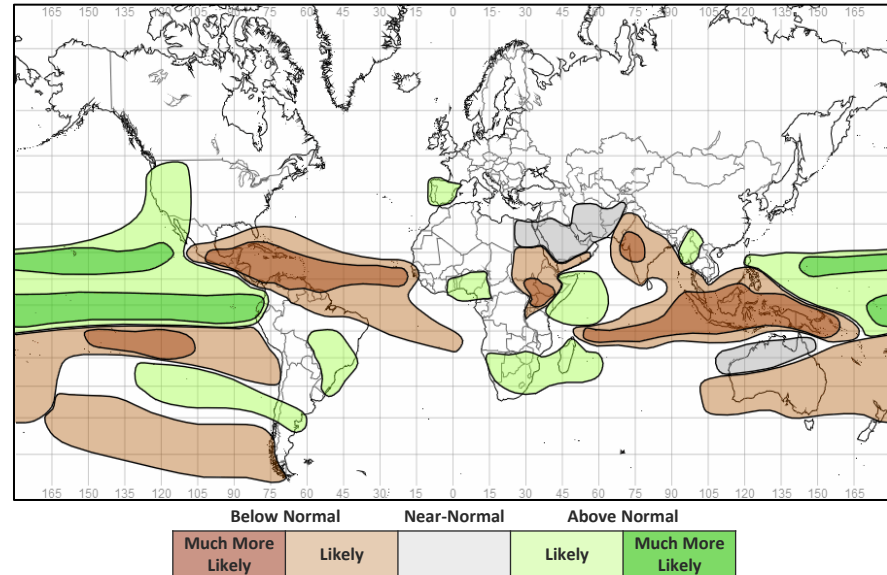 165 150 135 120 105 90 75 60 45 30 15 0 15 30 45 60 75 90 105 120 135 150 165
165 150 135 120 105 90 75 60 45 30 15 0 15 30 45 60 75 90 105 120 135 150 165
Below Normal Near-Normal Above Normal
Much More Likely Likely Much More
Likely Likely